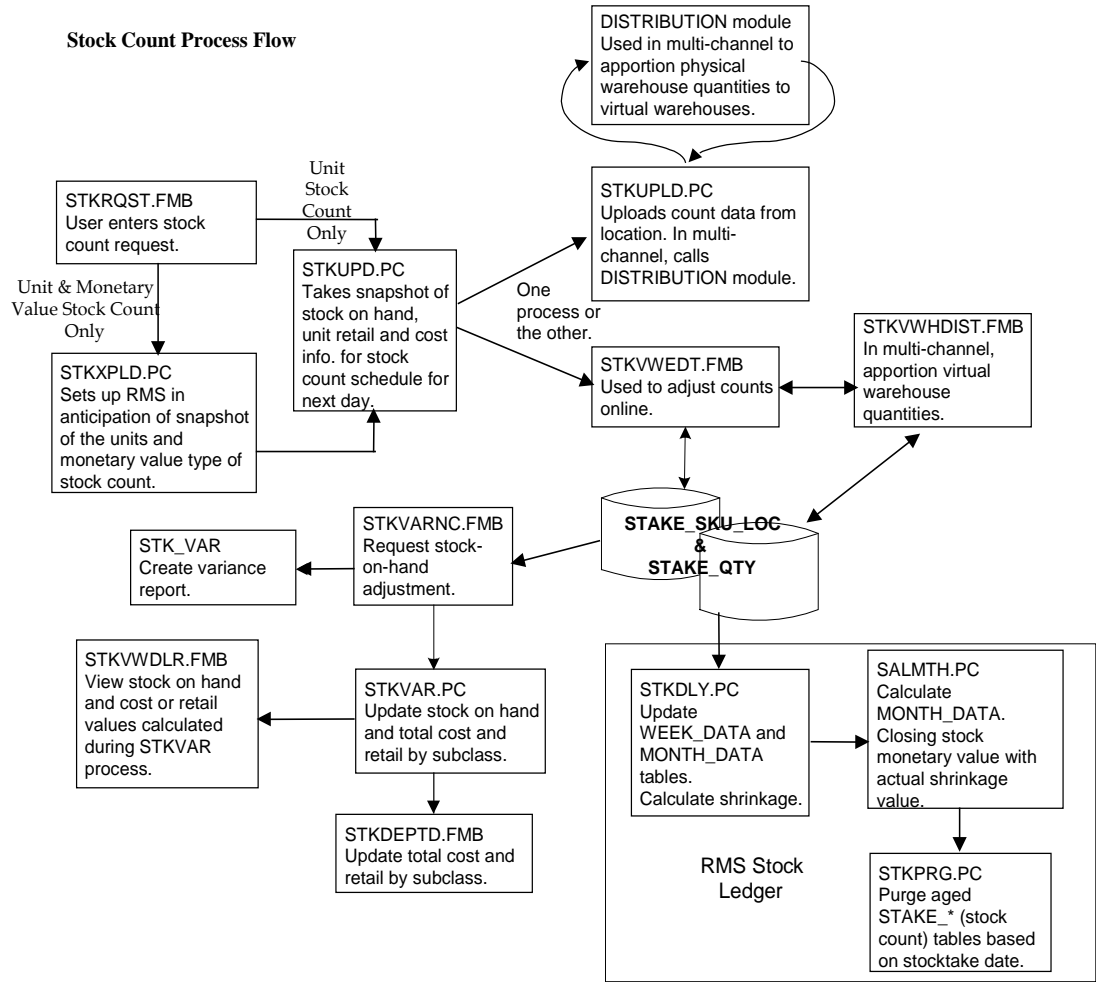 Stock Count Process Flow
DISTRIBUTION module
Used in multi-channel to
apportion physical
warehouse quantities to
virtual warehouses.
Unit
Stock
Count
Only
STKRQST.FMB
User enters stock
count request.
STKUPLD.PC
Uploads count data from
location. In multi-
channel, calls
DISTRIBUTION module.
Unit & Monetary
Value Stock Count
Only
STKUPD.PC
Takes snapshot of
stock on hand,
unit retail and cost
info. for stock
count schedule for
next day.
One
process or
the other.
STKXPLD.PC
Sets up RMS in
anticipation of snapshot
of the units and
monetary value type of
stock count.
STKVWEDT.FMB
Used to adjust counts
online.
STKVWHDIST.FMB
In multi-channel,
apportion virtual
warehouse
quantities.
STAKE_SKU_LOC
&
STAKE_QTY
STKVARNC.FMB
Request stock-
on-hand
adjustment.
STK_VAR
Create variance
report.
STKVWDLR.FMB
View stock on hand
and cost or retail
values calculated
during STKVAR
process.
STKVAR.PC
Update stock on hand
and total cost and
retail by subclass.
STKDEPTD.FMB
Update total cost and
retail by subclass.
STKDLY.PC
Update
WEEK_DATA and
MONTH_DATA
tables.
Calculate shrinkage.
SALMTH.PC
Calculate
MONTH_DATA.
Closing stock
monetary value with
actual shrinkage
value.
RMS Stock
Ledger
STKPRG.PC
Purge aged
STAKE_* (stock
count) tables based
on stocktake date.